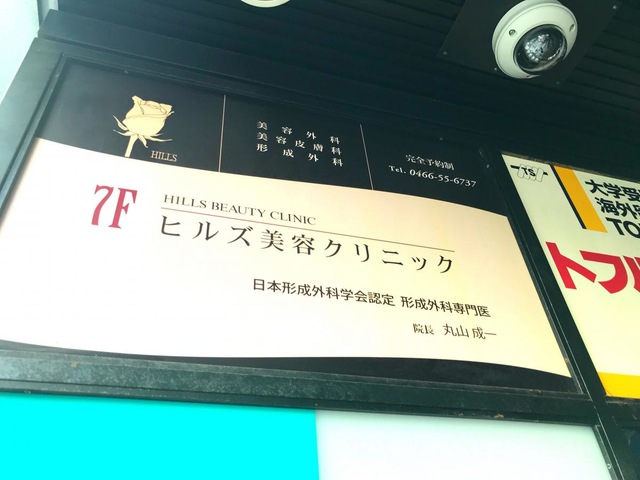 HILLS
美容外科
美容皮膚科
形成外科
完全予約制
Tel. 0466-55-6737
7F
HILLS BEAUTY CLINIC
ヒルズ美容クリニック
日本形成外科学会認定 形成外科専門医
院長 丸山成一
TS
大学受
海外
TO
トフル